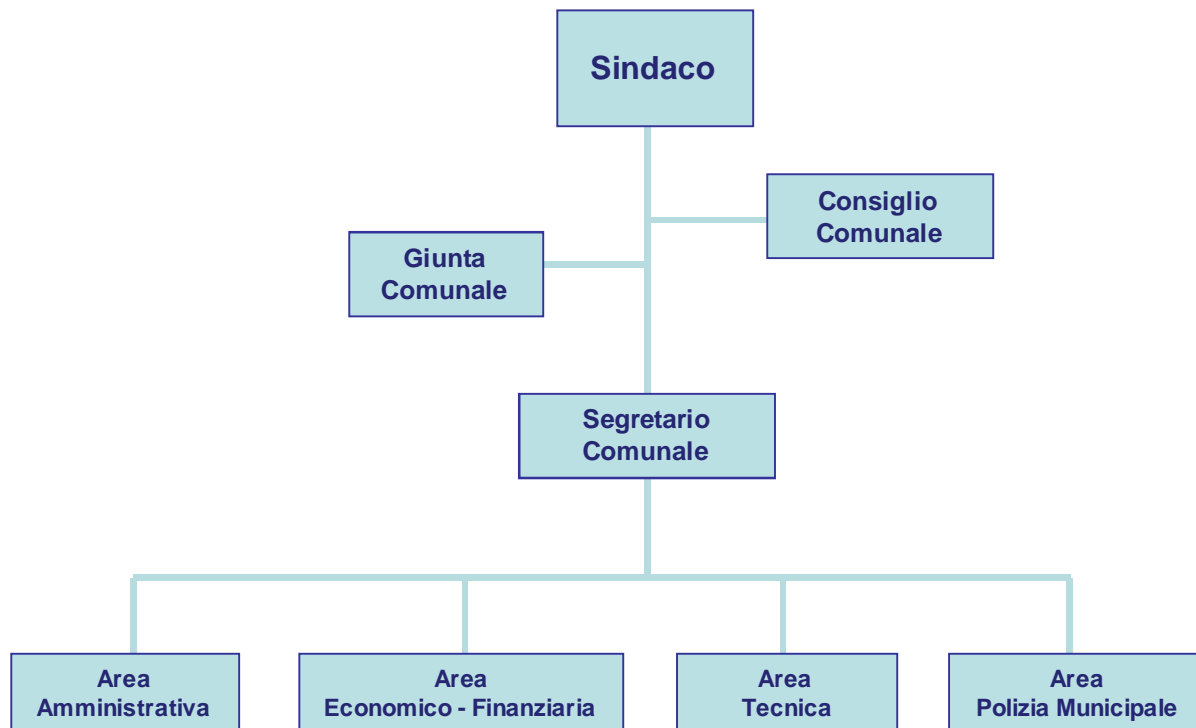 Sindaco
Consiglio
Comunale
Giunta
Comunale
Segretario
Comunale
Area
Amministrativa
Area
Economico - Finanziaria
Area
Tecnica
Area
Polizia Municipale